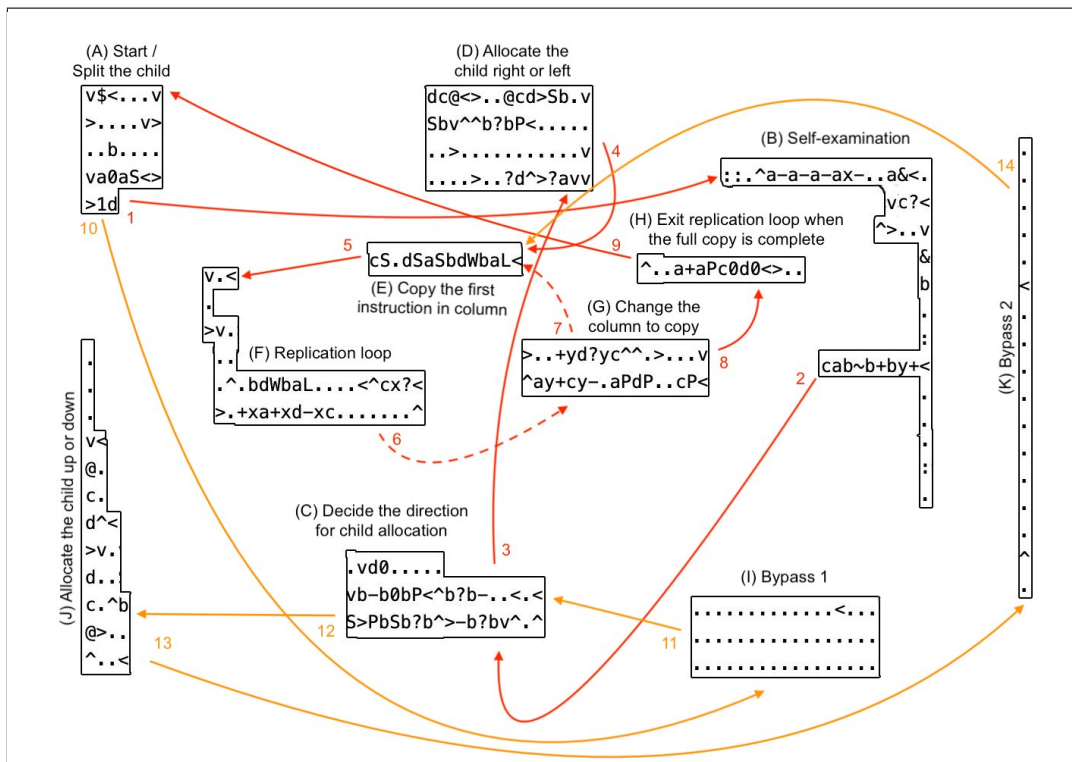 (A) Start /
Split the child
v$<...v
>....v>
..b....
va0aS<>
>1d
10
1
(D) Allocate the
child right or left
dc@<>..@cd>Sb.v
Sbv^^b?bP<.....
..>...........v
....>..?d^>?avv
4
(B) Self-examination
::.^a-a-a-ax-..a&<.
vc?<
^>..v
&
b
.
:
:
cab~b+by+<
.
.
.
:
.
2
14
(H) Exit replication loop when
the full copy is complete
^..a+aPc0d0<>..
9
5
cS.dSaSbdWbaL<
(E) Copy the first
instruction in column
v.<
.
>v.
..
(F) Replication loop
.^.bdWbaL....<^cx?<
>.+xa+xd-xc.......^
6
(G) Change the
column to copy
7
>..+yd?yc^^.>...v
^ay+cy-.aPdP..cP<
8
(K) Bypass 2
.
.
.
.
.
v
.
.
.
.
.
.
.
.
.
^
.
(J) Allocate the child up or down
.
.
.
v<
@.
c.
d^<
>v.
d..
c.^b
@>..
^..<
13
(C) Decide the direction
for child allocation
3
.vd0.....
vb-b0bP<^b?b-..<.<
S>PbSb?b^>-b?bv^.^
12
11
(I) Bypass 1
...........<...
...............
...............